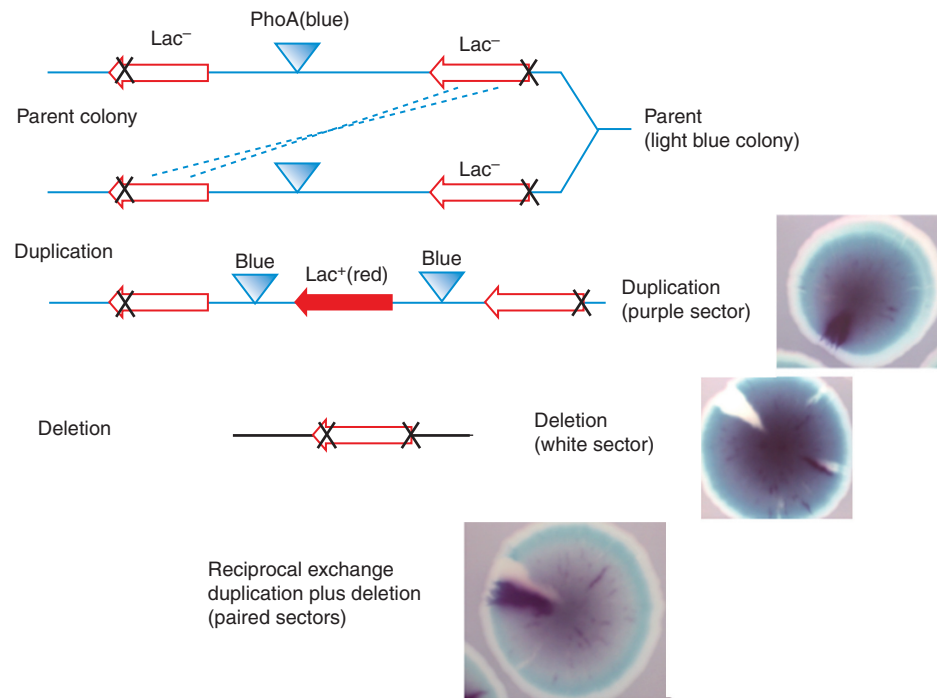 PhoA(blue)
Lac⁻
Lac⁻
Parent colony
Parent
(light blue colony)
Lac⁻
Duplication
Blue
Lac⁺(red)
Blue
Duplication
(purple sector)
Deletion
Deletion
(white sector)
Reciprocal exchange
duplication plus deletion
(paired sectors)